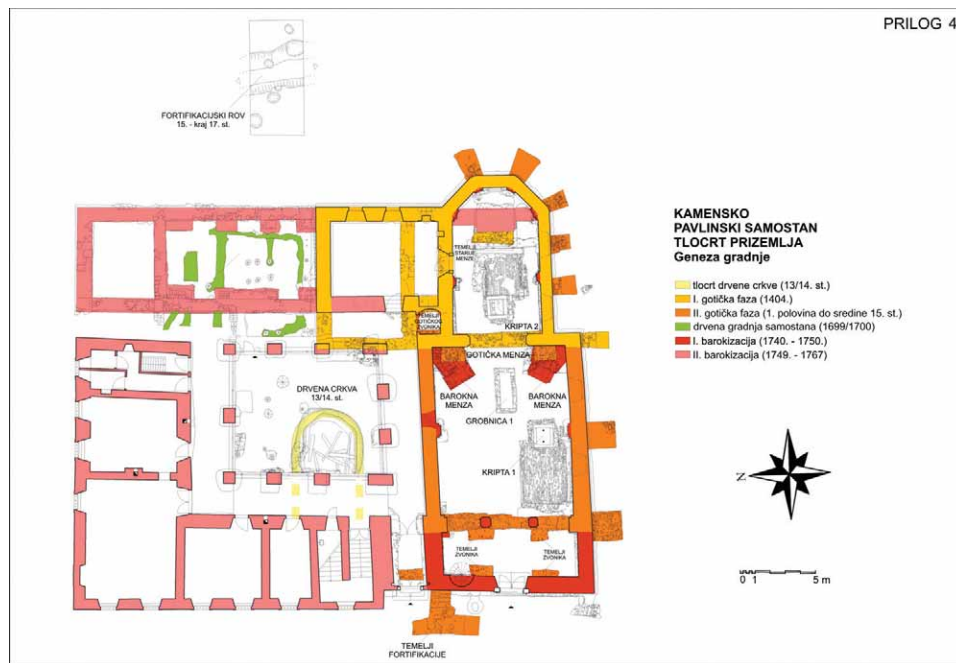 PRILOG 4
FORTIFIKACIJSKI ROV
15. - kraj 17. st.
KAMENSKO
PAVLINSKI SAMOSTAN
TLOCRT PRIZEMLJA
Geneza gradnje
tlocrt drvene crkve (13/14. st.)
I. gotička faza (1404.)
II. gotička faza (1. polovina do sredine 15. st.)
drvena gradnja samostana (1699/1700)
I. barokizacija (1740. - 1750.)
II. barokizacija (1749. - 1767)
TEMELJI
STARIJE
MENZE
TEMELJI
GOTIČKOG
ZVONIKA
KRIPTA 2
GOTIČKA MENZA
BAROKNA
MENZA
BAROKNA
MENZA
GROBNICA 1
KRIPTA 1
DRVENA CRKVA
13/14. st.
TEMELJI
ZVONIKA
TEMELJI
ZVONIKA
TEMELJI
FORTIFIKACIJE
N
0 1 5 m